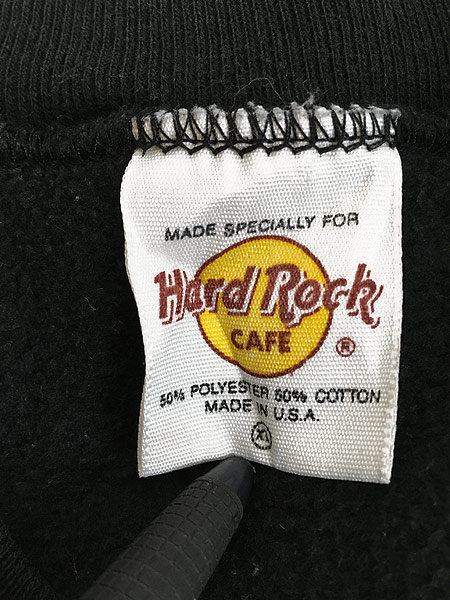 MADE SPECIALLY FOR
Hard Rock
CAFE
®
50% POLYESTER 50% COTTON
MADE IN U.S.A.
XL